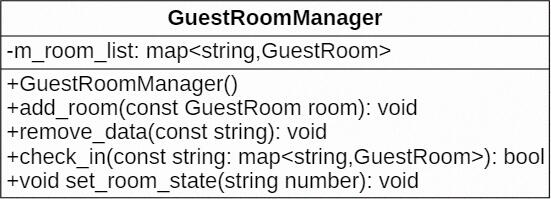 GuestRoomManager
-m_room_list: map<string,GuestRoom>
+GuestRoomManager()
+add_room(const GuestRoom room): void
+remove_data(const string): void
+check_in(const string: map<string,GuestRoom>): bool
+void set_room_state(string number): void